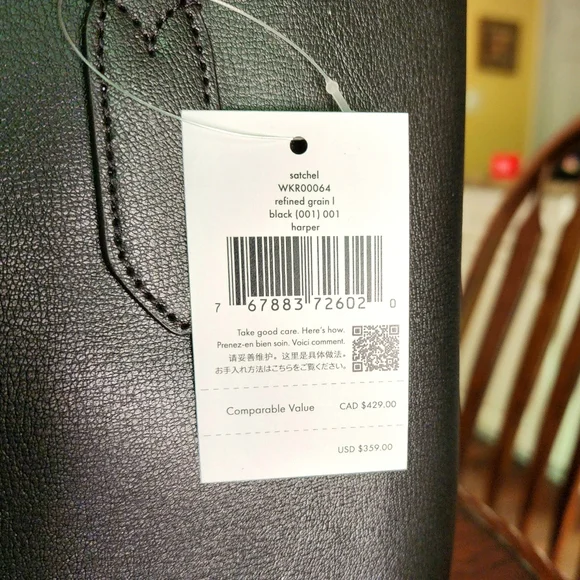 satchel
WKR00064
refined grain l
black (001) 001
harper
7 67883 72602 0
Take good care. Here's how.
Prenez-en bien soin. Voici comment.
请妥善维护。这里是具体做法。
お手入れ方法はこちらをご覧ください。
Comparable Value CAD $429.00
USD $359.00